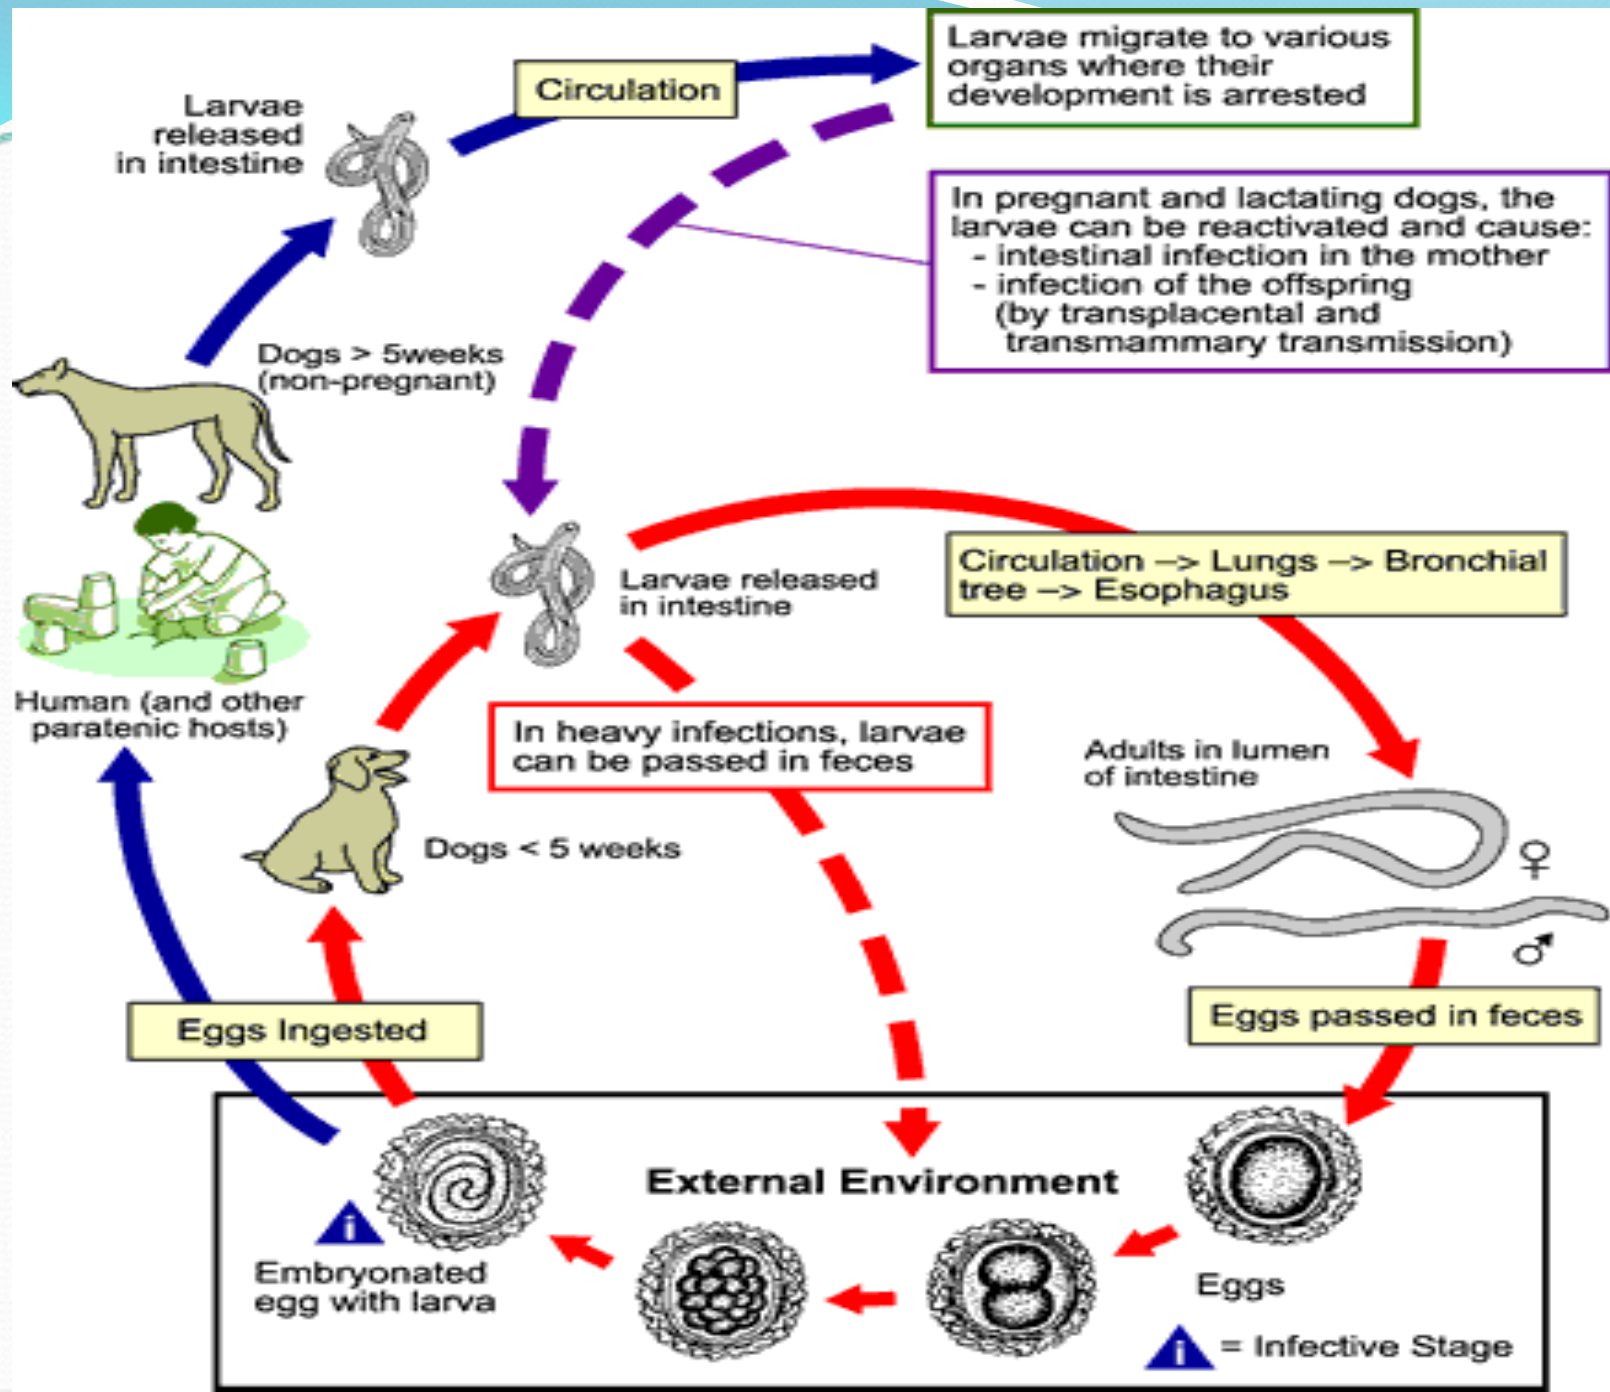 Larvae migrate to various
organs where their
development is arrested
Circulation
Larvae
released
in intestine
In pregnant and lactating dogs, the
larvae can be reactivated and cause:
- intestinal infection in the mother
- infection of the offspring
(by transplacental and
transmammary transmission)
Dogs > 5weeks
(non-pregnant)
Circulation –> Lungs –> Bronchial
tree –> Esophagus
Larvae released
in intestine
Human (and other
paratenic hosts)
In heavy infections, larvae
can be passed in feces
Adults in lumen
of intestine
♀
Dogs < 5 weeks
♂
Eggs Ingested
Eggs passed in feces
External Environment
i
Embryonated
egg with larva
Eggs
i = Infective Stage